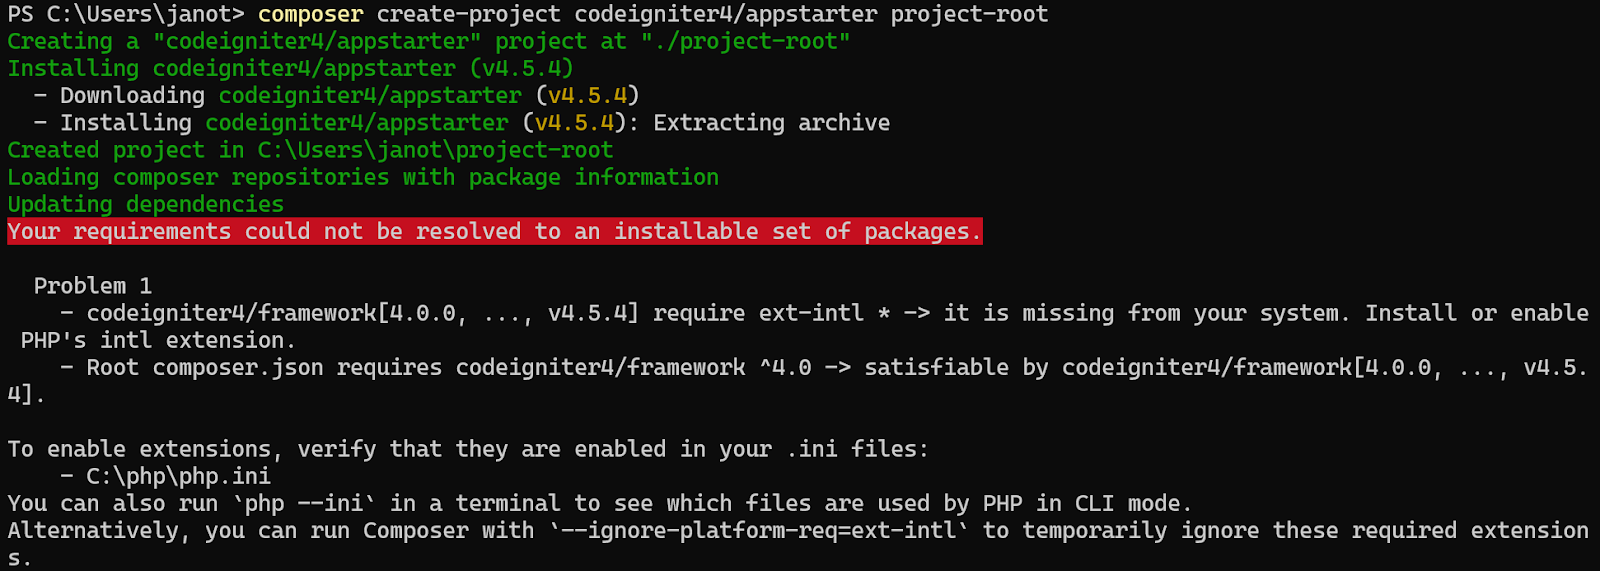 PS C:\Users\janot> composer create-project codeigniter4/appstarter project-root
Creating a "codeigniter4/appstarter" project at "./project-root"
Installing codeigniter4/appstarter (v4.5.4)
  - Downloading codeigniter4/appstarter (v4.5.4)
  - Installing codeigniter4/appstarter (v4.5.4): Extracting archive
Created project in C:\Users\janot\project-root
Loading composer repositories with package information
Updating dependencies
Your requirements could not be resolved to an installable set of packages.

  Problem 1
    - codeigniter4/framework[4.0.0, ..., v4.5.4] require ext-intl * -> it is missing from your system. Install or enable
 PHP's intl extension.
    - Root composer.json requires codeigniter4/framework ^4.0 -> satisfiable by codeigniter4/framework[4.0.0, ..., v4.5.
4].

To enable extensions, verify that they are enabled in your .ini files:
    - C:\php\php.ini
You can also run `php --ini` in a terminal to see which files are used by PHP in CLI mode.
Alternatively, you can run Composer with `--ignore-platform-req=ext-intl` to temporarily ignore these required extension
s.